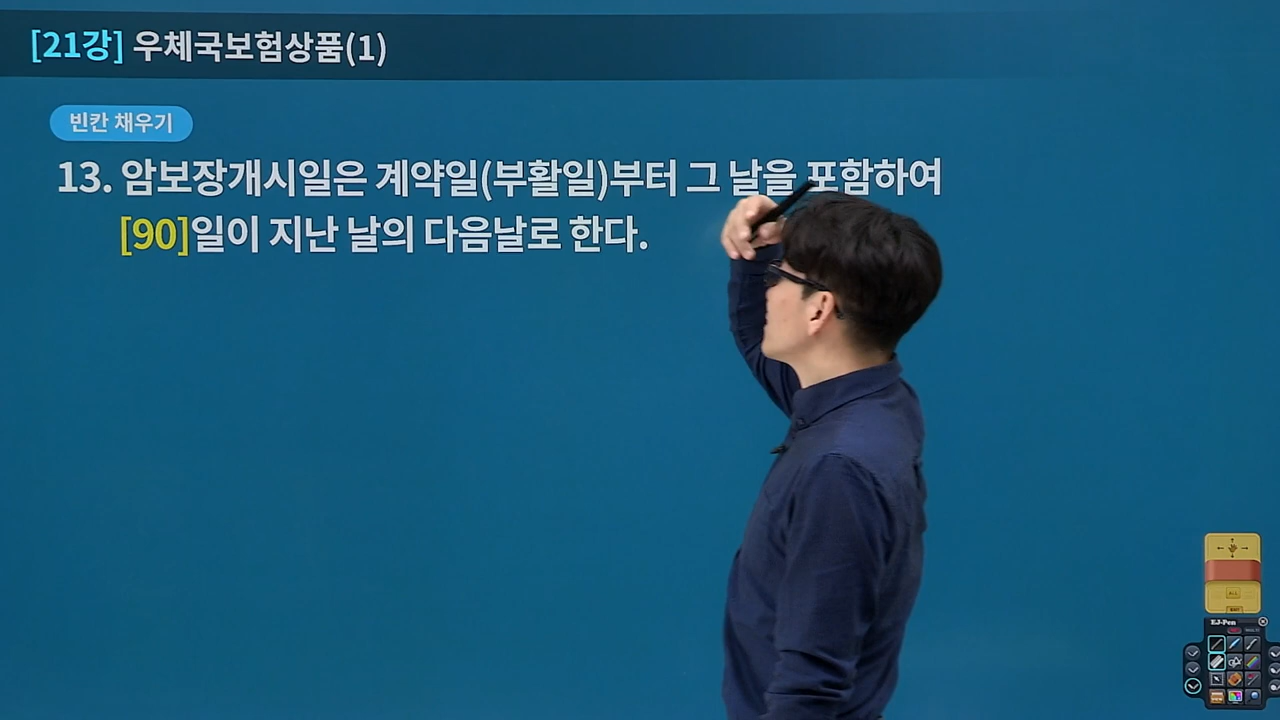 [21강] 우체국보험상품(1)
빈칸 채우기
13. 암보장개시일은 계약일(부활일)부터 그 날을 포함하여
[90]일이 지난 날의 다음날로 한다.
ALL
EXIT
EJ-Pen